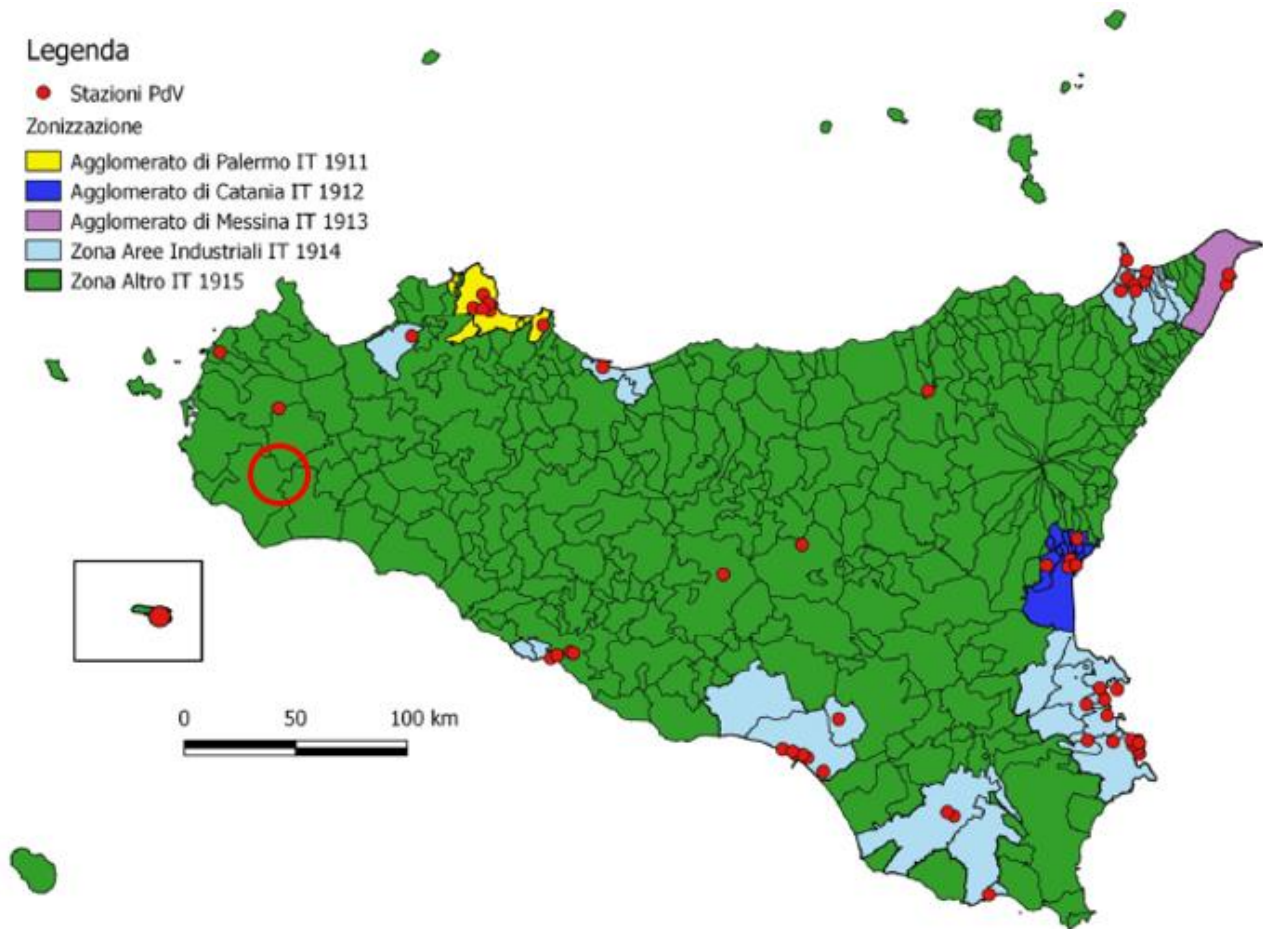 Legenda
Stazioni PdV
Zonizzazione
Agglomerato di Palermo IT 1911
Agglomerato di Catania IT 1912
Agglomerato di Messina IT 1913
Zona Aree Industriali IT 1914
Zona Altro IT 1915
0 50 100 km